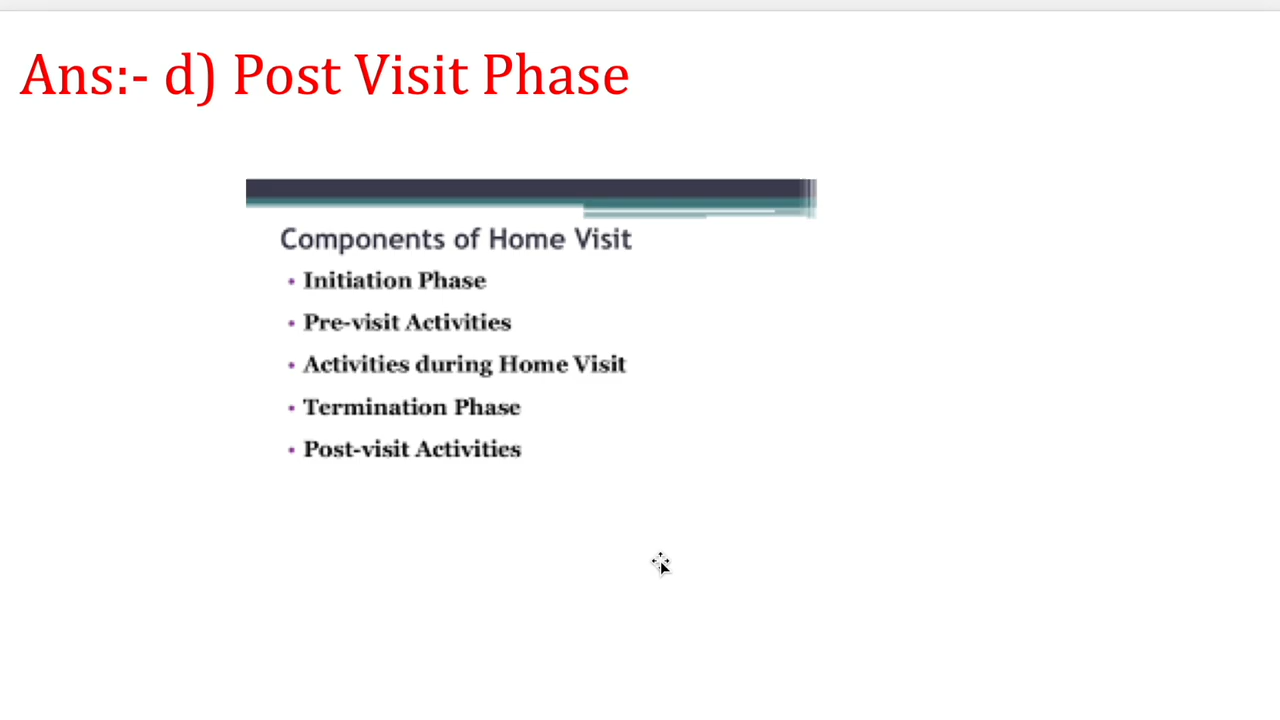 Ans:- d) Post Visit Phase
Components of Home Visit
• Initiation Phase
• Pre-visit Activities
• Activities during Home Visit
• Termination Phase
• Post-visit Activities